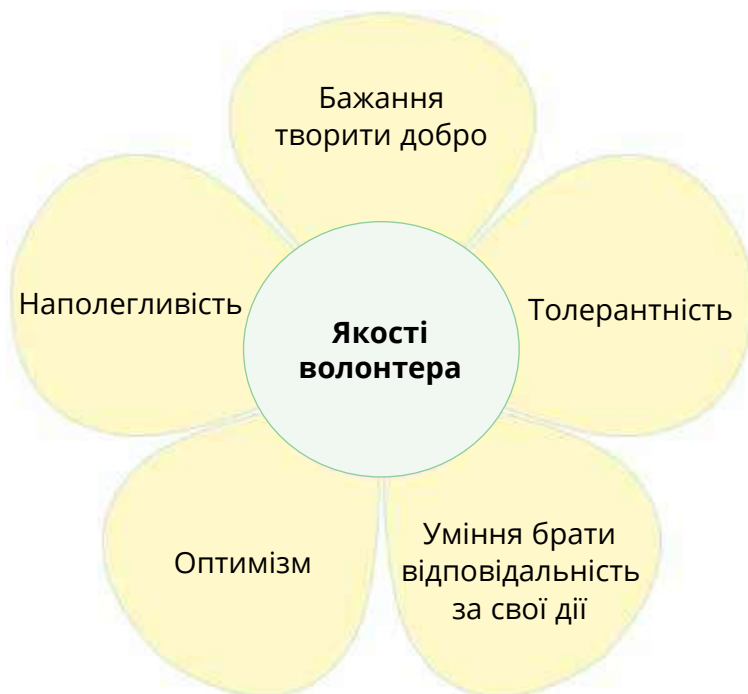 Бажання
творити добро
Наполегливість
Толерантність
Якості
волонтера
Оптимізм
Уміння брати
відповідальність
за свої дії